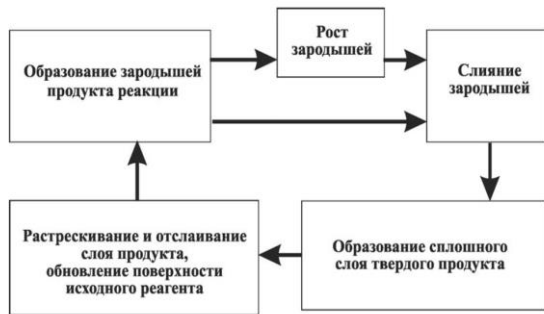 Образование зародышей
продукта реакции
Рост
зародышей
Слияние
зародышей
Растрескивание и отслаивание
слоя продукта,
обновление поверхности
исходного реагента
Образование сплошного
слоя твердого продукта